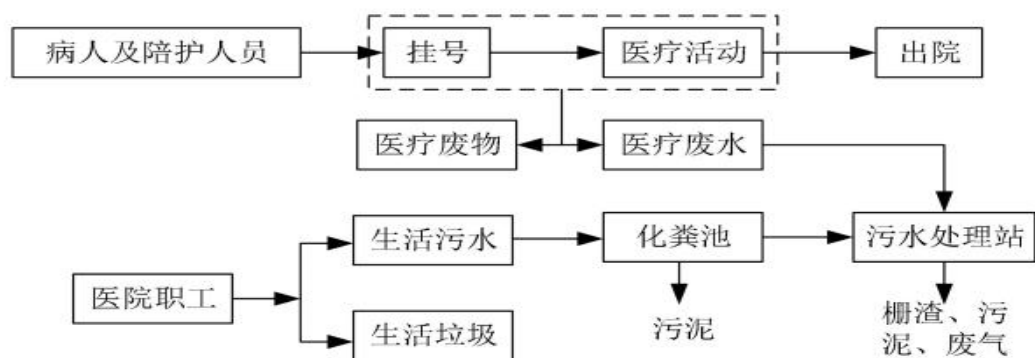 病人及陪护人员
挂号
医疗活动
出院
医疗废物
医疗废水
生活污水
化粪池
污水处理站
医院职工
生活垃圾
污泥
栅渣、污
泥、废气